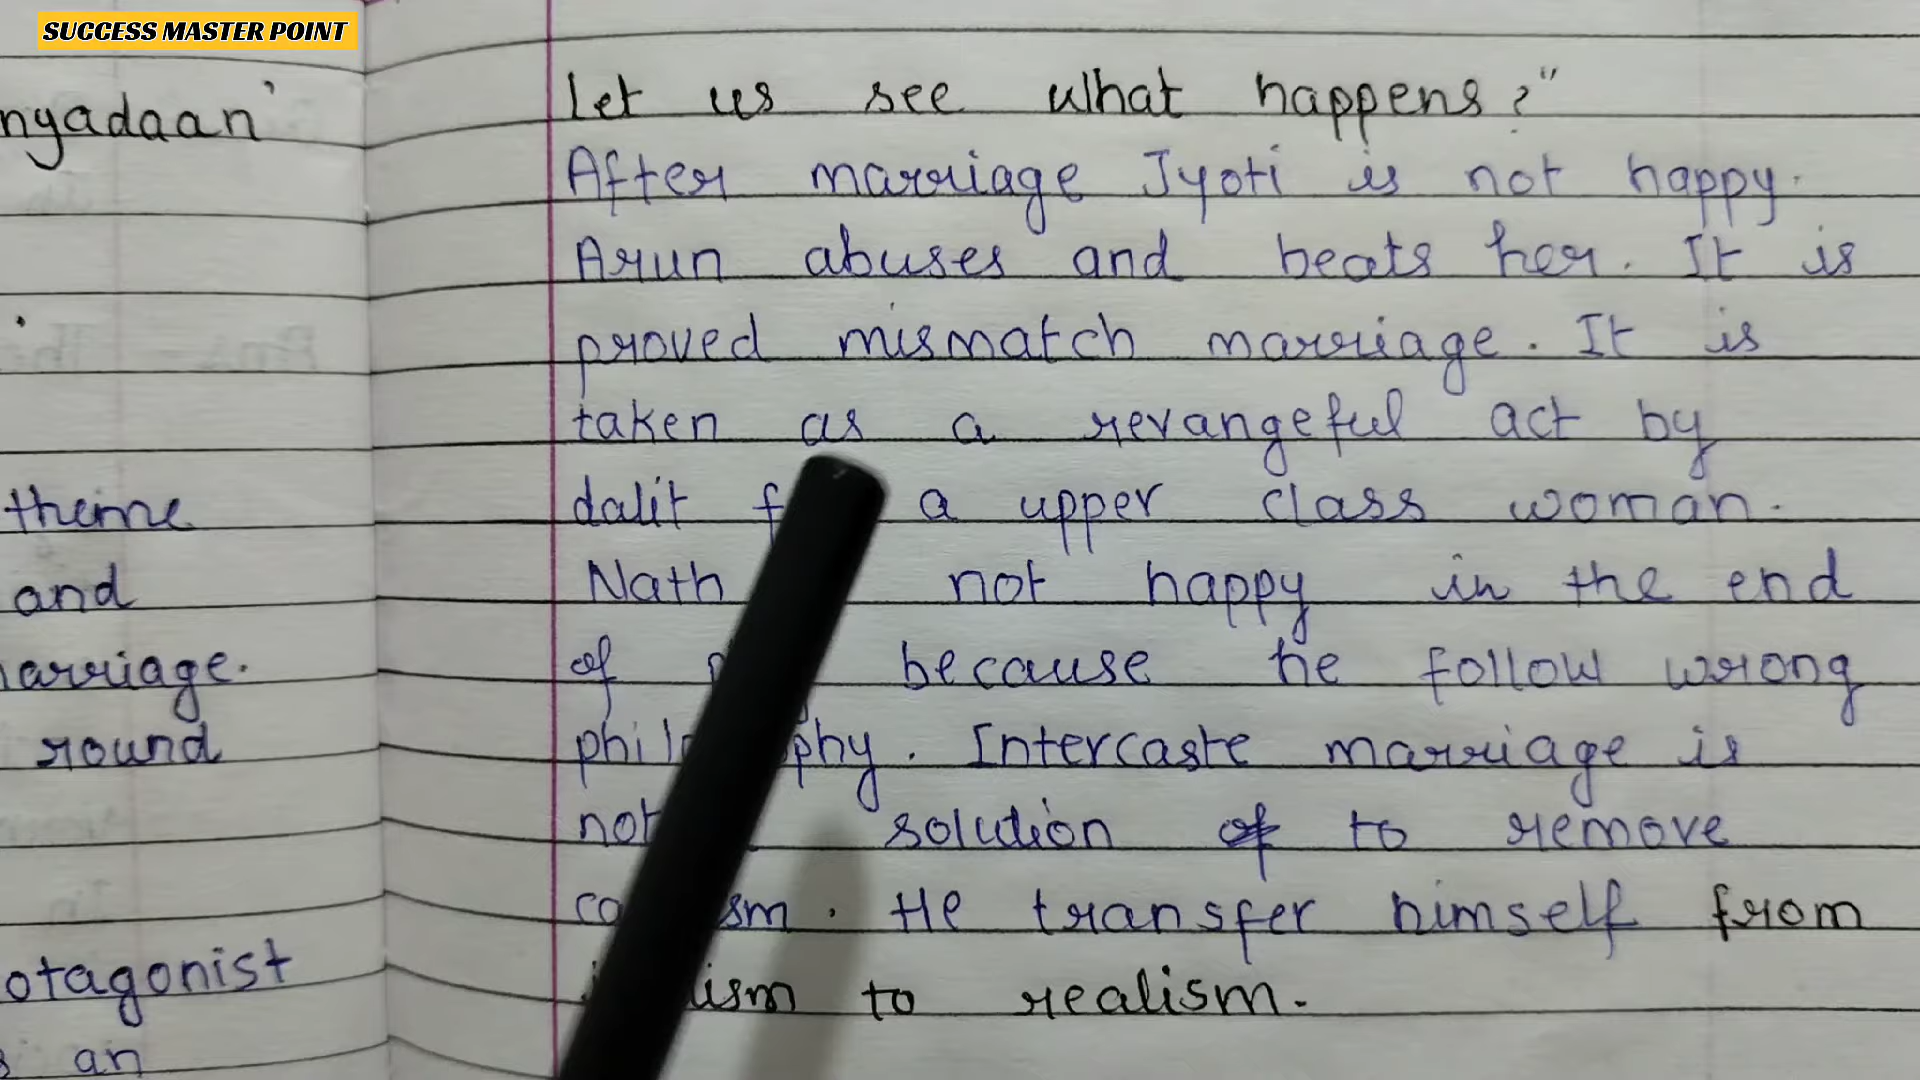 SUCCESS MASTER POINT
nyadaan'
theme
and
arriage.
round
otagonist
an
Let us see what happens?"
After marriage Jyoti is not happy.
Arun abuses and beats her. It is
proved mismatch marriage. It is
taken as a revangeful act by
dalit a upper class woman.
Nath not happy in the end
of because he follow wrong
phy. Intercaste marriage is
not solution of to remove
sm. He transfer himself from
ism to realism.